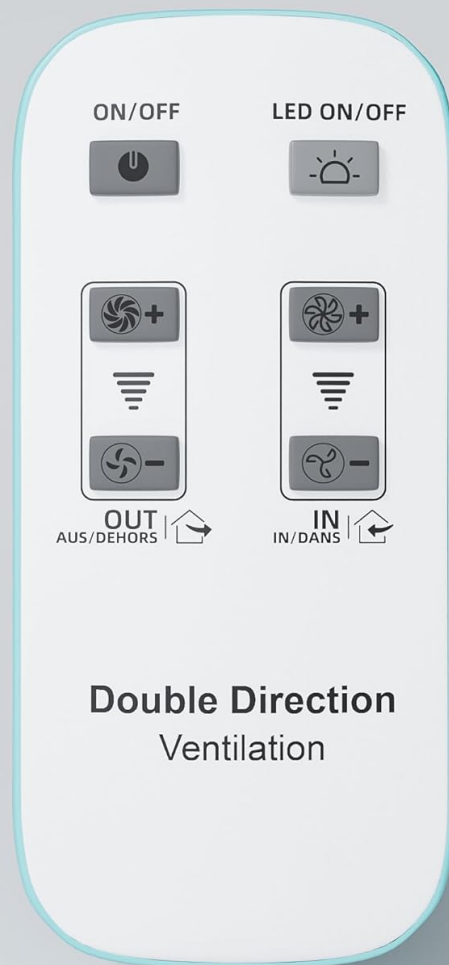 ON/OFF
LED ON/OFF
+
+
-
-
OUT
AUS/DEHORS
IN
IN/DANS
Double Direction
Ventilation